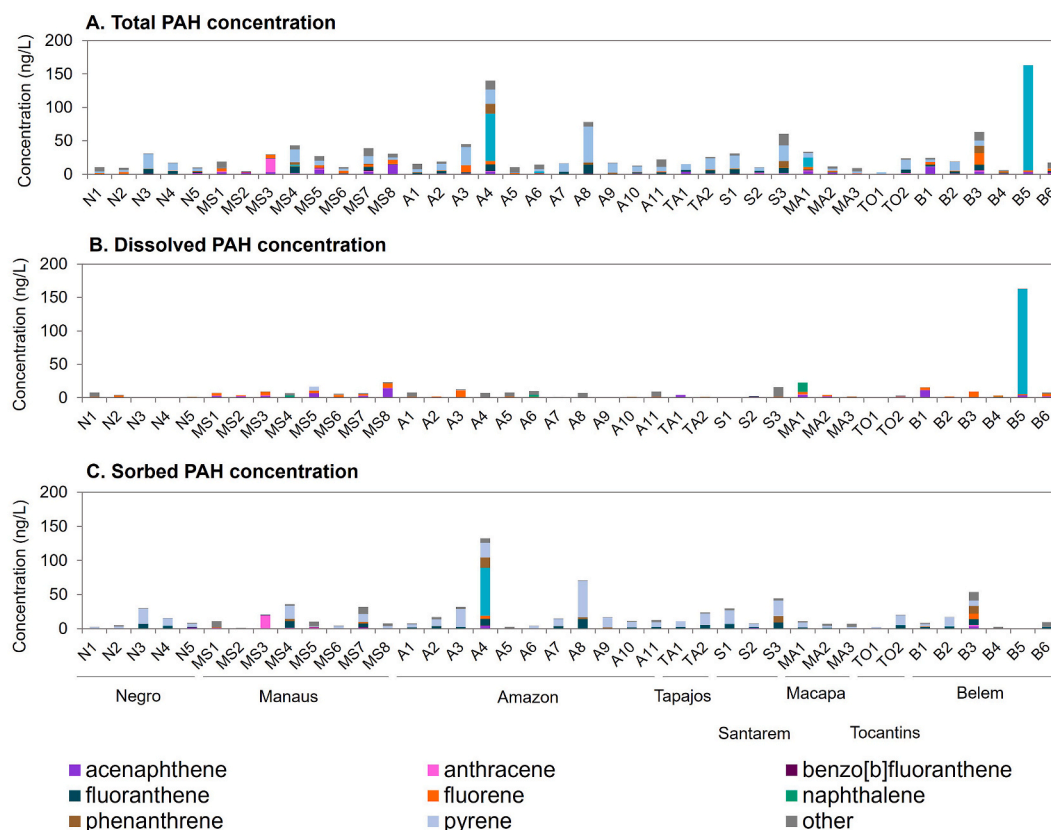 A. Total PAH concentration
Concentration (ng/L)
200
150
100
50
0
N1 N2 N3 N4 N5 MS1 MS2 MS3 MS4 MS5 MS6 MS7 MS8 A1 A2 A3 A4 A5 A6 A7 A8 A9 A10 A11 TA1 TA2 S1 S2 S3 MA1 MA2 MA3 TO1 TO2 B1 B2 B3 B4 B5 B6
B. Dissolved PAH concentration
Concentration (ng/L)
200
150
100
50
0
N1 N2 N3 N4 N5 MS1 MS2 MS3 MS4 MS5 MS6 MS7 MS8 A1 A2 A3 A4 A5 A6 A7 A8 A9 A10 A11 TA1 TA2 S1 S2 S3 MA1 MA2 MA3 TO1 TO2 B1 B2 B3 B4 B5 B6
C. Sorbed PAH concentration
Concentration (ng/L)
200
150
100
50
0
N1 N2 N3 N4 N5 MS1 MS2 MS3 MS4 MS5 MS6 MS7 MS8 A1 A2 A3 A4 A5 A6 A7 A8 A9 A10 A11 TA1 TA2 S1 S2 S3 MA1 MA2 MA3 TO1 TO2 B1 B2 B3 B4 B5 B6
Negro Manaus Amazon Tapajos Macapa Belem
Santarem Tocantins
acenaphthene anthracene benzo[b]fluoranthene
fluoranthene fluorene naphthalene
phenanthrene pyrene other